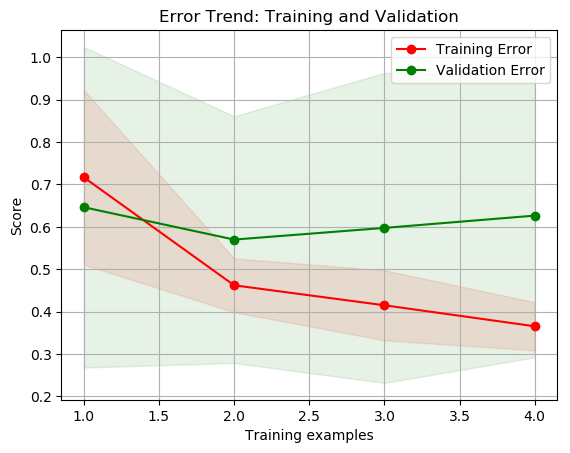 Error Trend: Training and Validation
Training Error
Validation Error
Score
1.0
0.9
0.8
0.7
0.6
0.5
0.4
0.3
0.2
1.0 1.5 2.0 2.5 3.0 3.5 4.0
Training examples